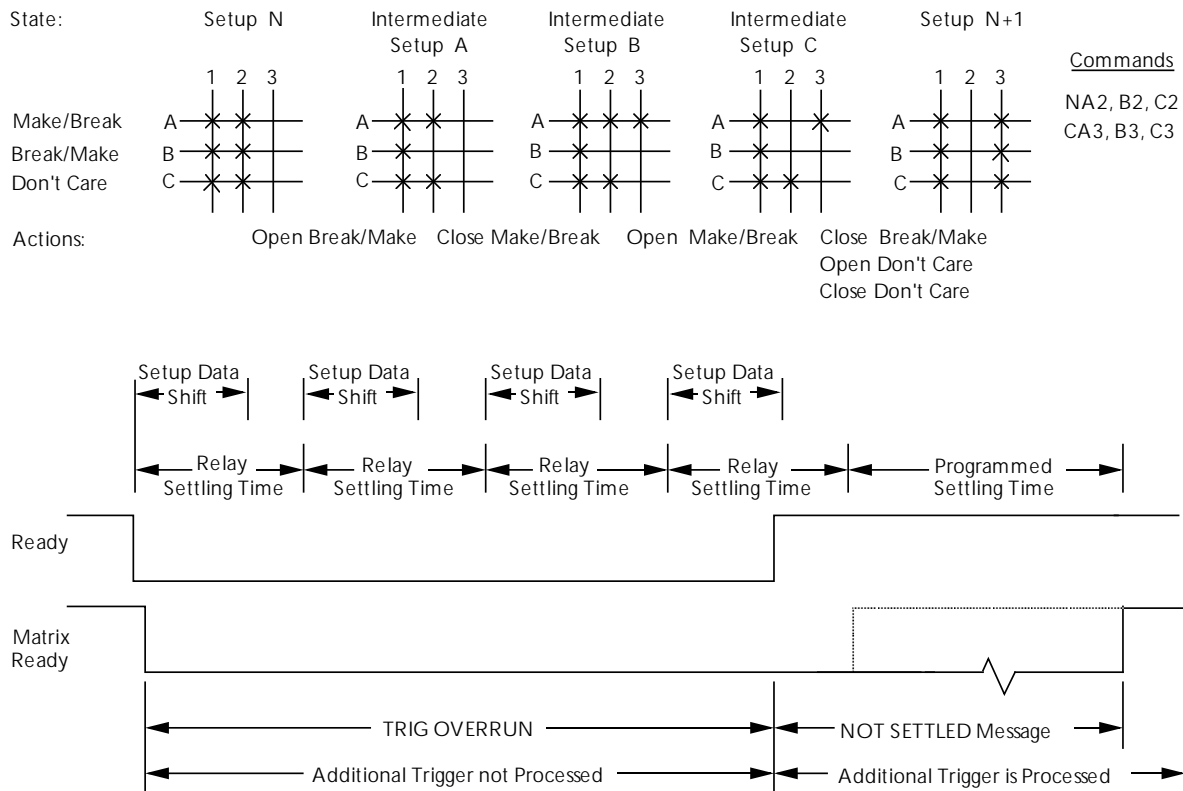 State: Setup N Intermediate Setup A Intermediate Setup B Intermediate Setup C Setup N+1
Commands
1 2 3 1 2 3 1 2 3 1 2 3 1 2 3
NA2, B2, C2
Make/Break A A A A A
CA3, B3, C3
Break/Make B B B B B
Don't Care C C C C C
Actions: Open Break/Make Close Make/Break Open Make/Break Close Break/Make
Open Don't Care
Close Don't Care
Setup Data Shift Setup Data Shift Setup Data Shift Setup Data Shift
Relay Settling Time Relay Settling Time Relay Settling Time Relay Settling Time Programmed Settling Time
Ready
Matrix
Ready
TRIG OVERRUN NOT SETTLED Message
Additional Trigger not Processed Additional Trigger is Processed